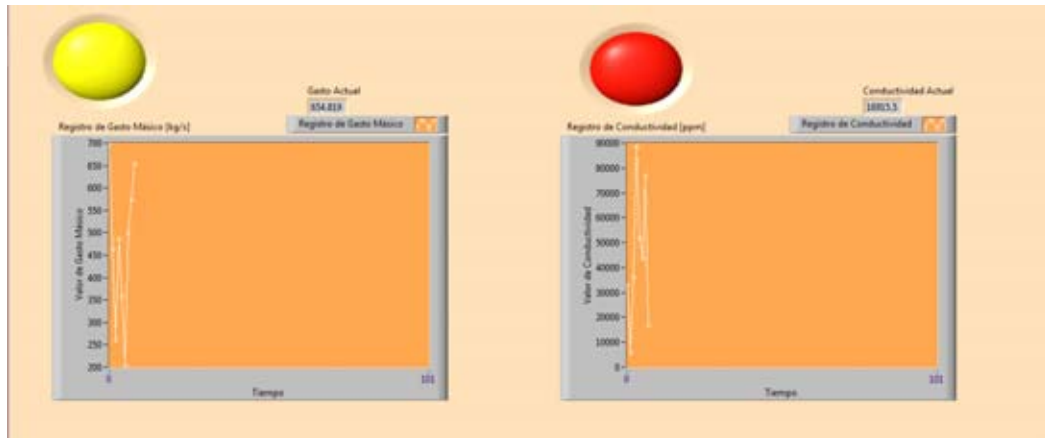 Gasto Actual
654.819
Registro de Gasto Másico [kg/s]
Registro de Gasto Másico
700
650
600
550
500
450
400
350
300
250
200
Valor de Gasto Másico
0
101
Tiempo
Conductividad Actual
Registro de Conductividad [ppm]
Registro de Conductividad
90000
80000
70000
60000
50000
40000
30000
20000
10000
0
Valor de Conductividad
0
101
Tiempo